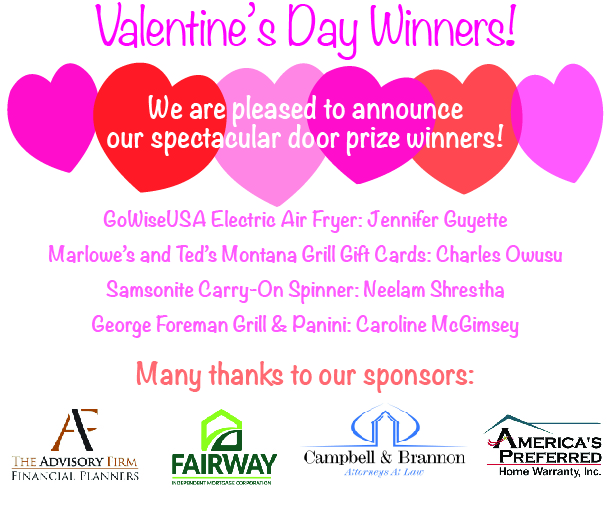 Valentine's Day Winners!
We are pleased to announce
our spectacular door prize winners!
GoWiseUSA Electric Air Fryer: Jennifer Guyette
Marlowe's and Ted's Montana Grill Gift Cards: Charles Owusu
Samsonite Carry-On Spinner: Neelam Shrestha
George Foreman Grill & Panini: Caroline McGimsey
Many thanks to our sponsors:
AF
THE ADVISORY FIRM
FINANCIAL PLANNERS
FAIRWAY
INDEPENDENT MORTGAGE CORPORATION
Campbell & Brannon
Attorneys At Law
AMERICA'S
PREFERRED
Home Warranty, Inc.